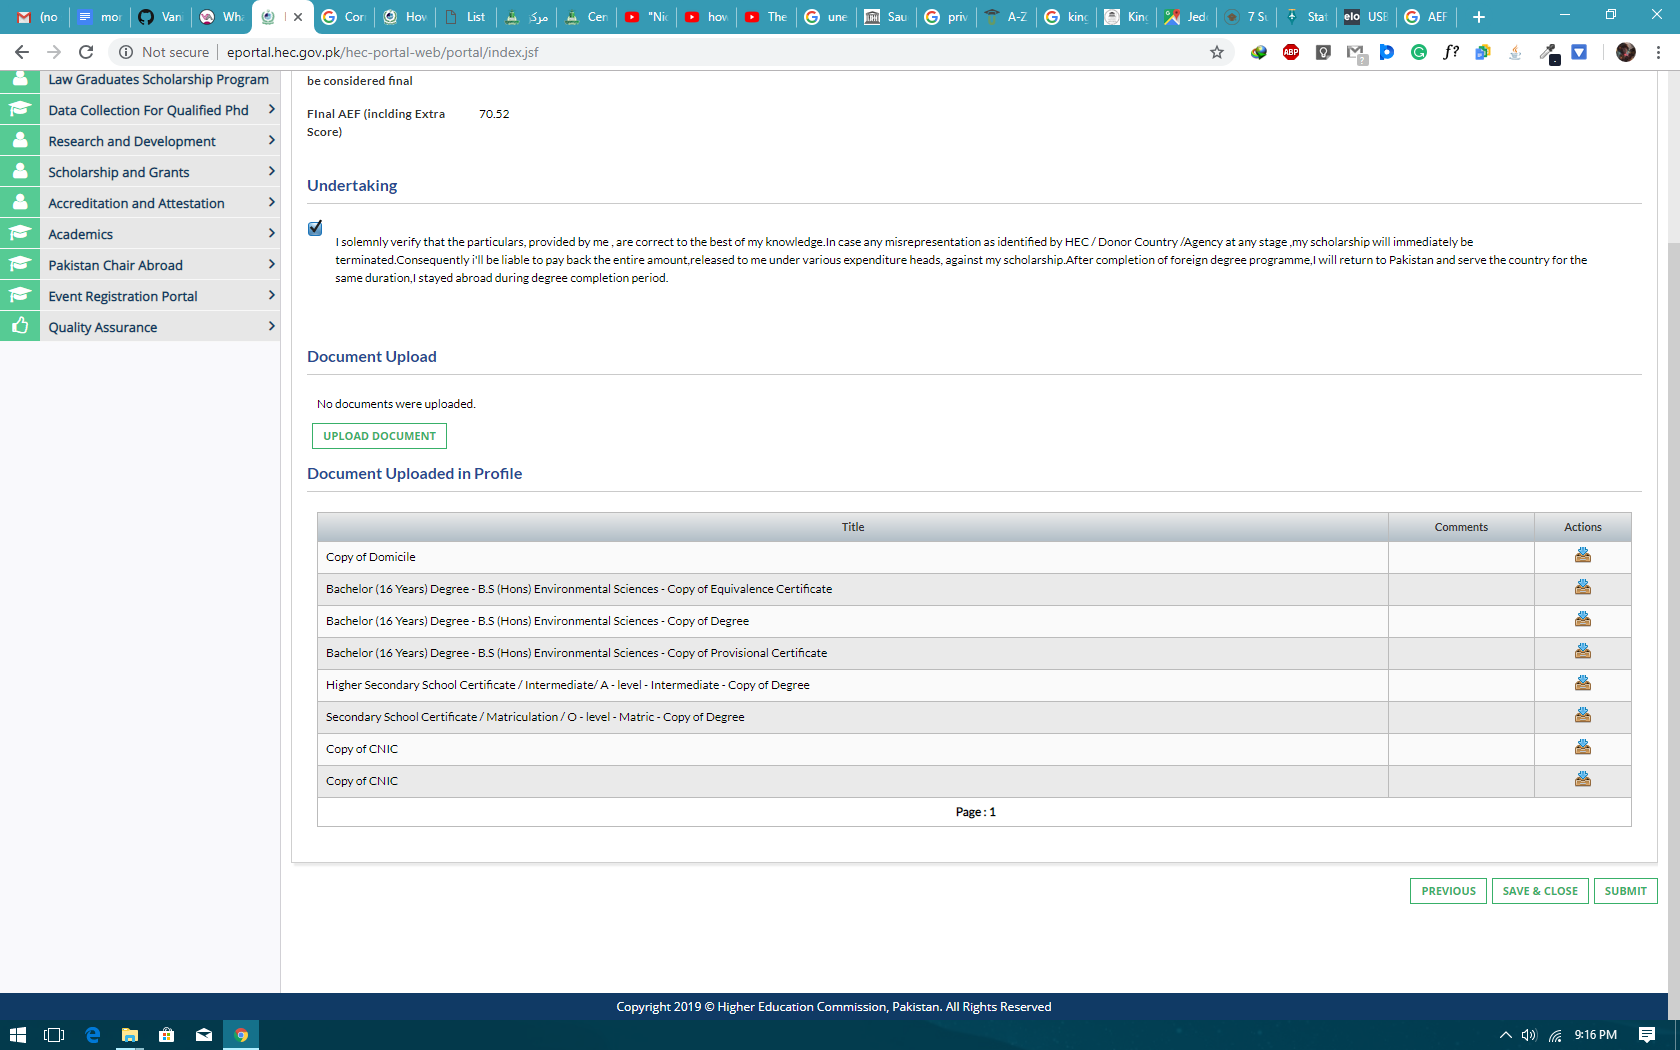 (no
mor
Van
Wha
Con
How
List
مركز
Cen
"Nic
how
The
une
Sau
priv
A-Z
king
King
Jed
7 Su
Stat
elo
USB
AEF
Not secure
eportal.hec.gov.pk/hec-portal-web/portal/index.jsf
ABP
f?
Law Graduates Scholarship Program
Data Collection For Qualified Phd
Research and Development
Scholarship and Grants
Accreditation and Attestation
Academics
Pakistan Chair Abroad
Event Registration Portal
Quality Assurance
be considered final
FInal AEF (inclding Extra
Score)
70.52
Undertaking
I solemnly verify that the particulars, provided by me , are correct to the best of my knowledge.In case any misrepresentation as identified by HEC / Donor Country /Agency at any stage ,my scholarship will immediately be
terminated.Consequently i'll be liable to pay back the entire amount,released to me under various expenditure heads, against my scholarship.After completion of foreign degree programme,I will return to Pakistan and serve the country for the
same duration,I stayed abroad during degree completion period.
Document Upload
No documents were uploaded.
UPLOAD DOCUMENT
Document Uploaded in Profile
Title Comments Actions
Copy of Domicile
Bachelor (16 Years) Degree - B.S (Hons) Environmental Sciences - Copy of Equivalence Certificate
Bachelor (16 Years) Degree - B.S (Hons) Environmental Sciences - Copy of Degree
Bachelor (16 Years) Degree - B.S (Hons) Environmental Sciences - Copy of Provisional Certificate
Higher Secondary School Certificate / Intermediate/ A - level - Intermediate - Copy of Degree
Secondary School Certificate / Matriculation / O - level - Matric - Copy of Degree
Copy of CNIC
Copy of CNIC
Page : 1
PREVIOUS
SAVE & CLOSE
SUBMIT
Copyright 2019 © Higher Education Commission, Pakistan. All Rights Reserved
9:16 PM